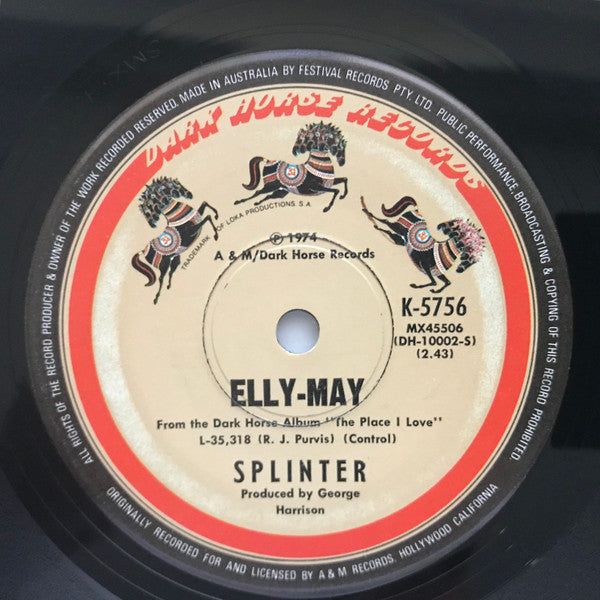 ALL RIGHTS OF THE RECORD PRODUCER & OWNER OF THE WORK RECORDED RESERVED. MADE IN AUSTRALIA BY FESTIVAL RECORDS PTY. LTD. PUBLIC PERFORMANCE, BROADCASTING & COPYING OF THIS RECORD PROHIBITED.
DARK HORSE RECORDS
TRADEMARK OF LOKA PRODUCTIONS, S.A.
℗ 1974
A & M/Dark Horse Records
K-5756
MX45506
(DH-10002-S)
(2.43)
ELLY-MAY
From the Dark Horse Album "The Place I Love"
L-35,318 (R. J. Purvis) (Control)
SPLINTER
Produced by George
Harrison
ORIGINALLY RECORDED FOR AND LICENSED BY A & M RECORDS. HOLLYWOOD CALIFORNIA